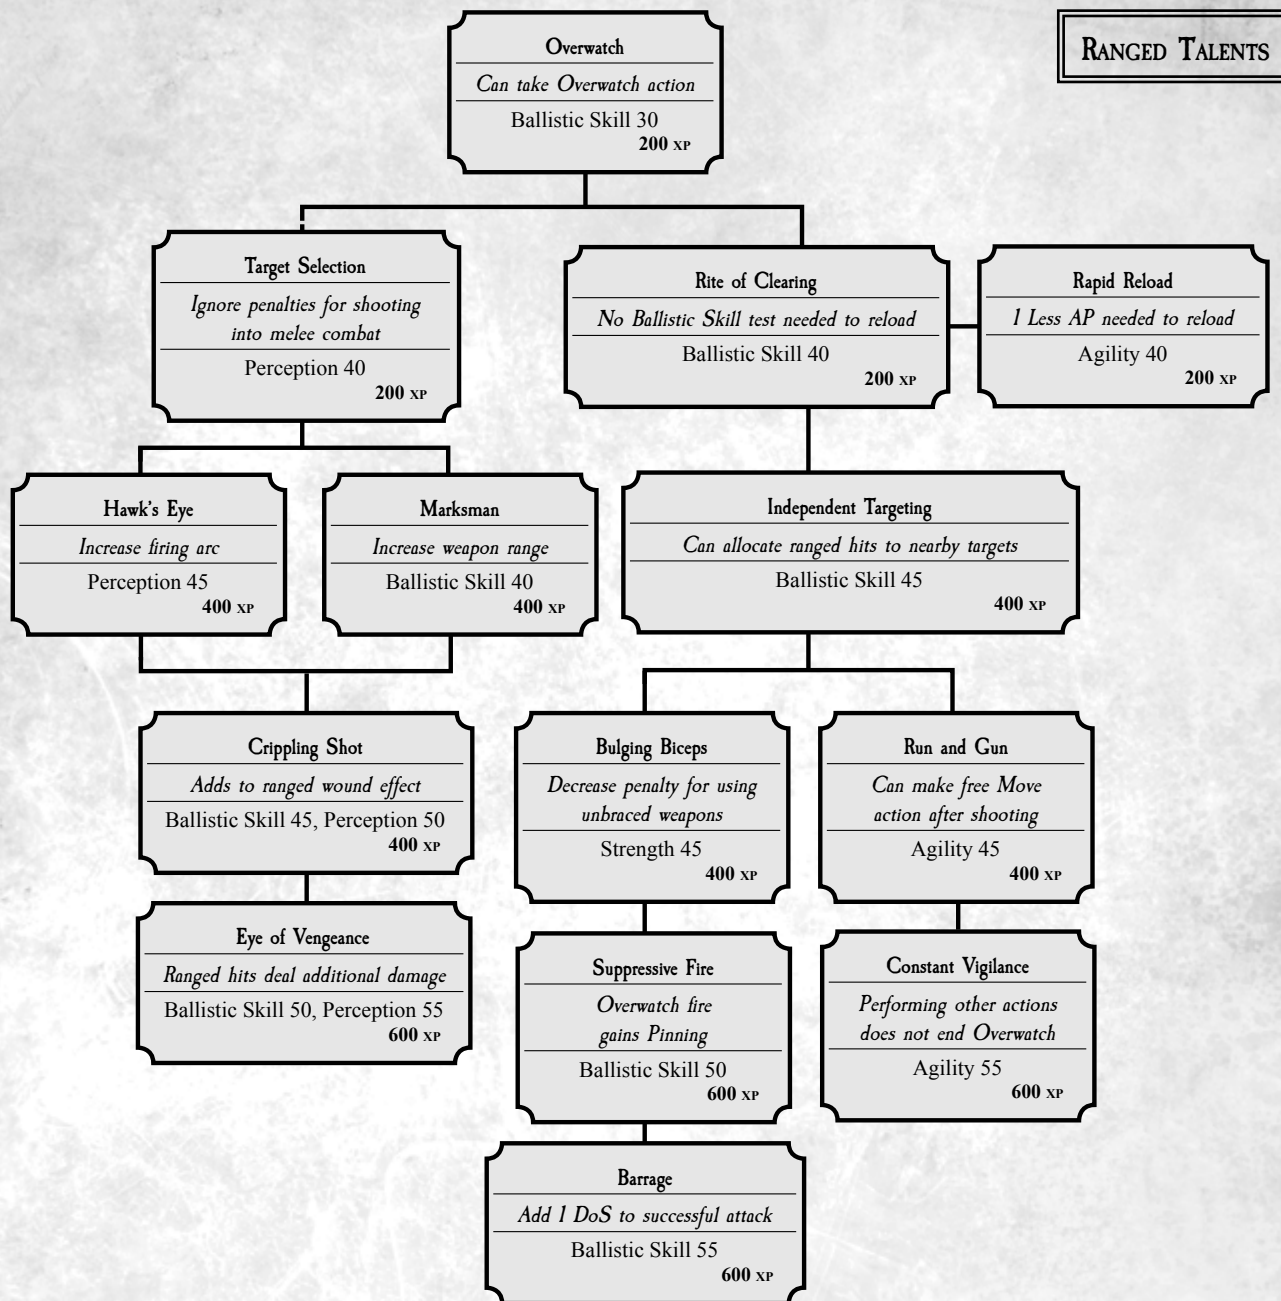 RANGED TALENTS
Overwatch
Can take Overwatch action
Ballistic Skill 30
200 XP
Target Selection
Ignore penalties for shooting
into melee combat
Perception 40
200 XP
Rite of Clearing
No Ballistic Skill test needed to reload
Ballistic Skill 40
200 XP
Rapid Reload
1 Less AP needed to reload
Agility 40
200 XP
Hawk's Eye
Increase firing arc
Perception 45
400 XP
Marksman
Increase weapon range
Ballistic Skill 40
400 XP
Independent Targeting
Can allocate ranged hits to nearby targets
Ballistic Skill 45
400 XP
Crippling Shot
Adds to ranged wound effect
Ballistic Skill 45, Perception 50
400 XP
Bulging Biceps
Decrease penalty for using
unbraced weapons
Strength 45
400 XP
Run and Gun
Can make free Move
action after shooting
Agility 45
400 XP
Eye of Vengeance
Ranged hits deal additional damage
Ballistic Skill 50, Perception 55
600 XP
Suppressive Fire
Overwatch fire
gains Pinning
Ballistic Skill 50
600 XP
Constant Vigilance
Performing other actions
does not end Overwatch
Agility 55
600 XP
Barrage
Add 1 DoS to successful attack
Ballistic Skill 55
600 XP